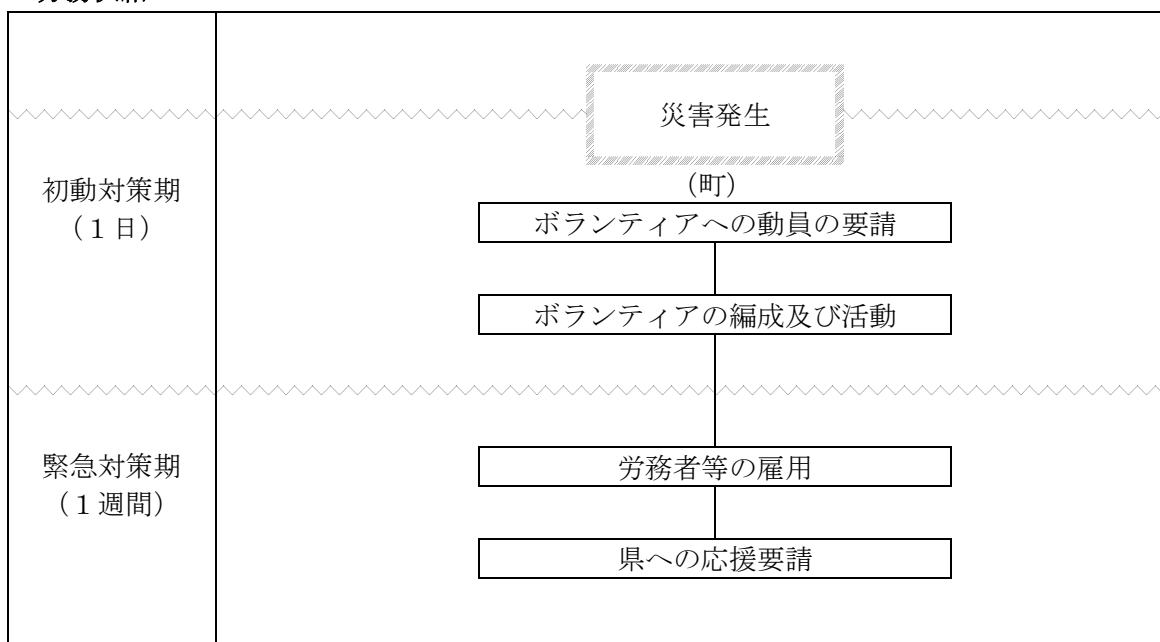 災害発生
(町)
初動対策期
(1日)
ボランティアへの動員の要請
ボランティアの編成及び活動
緊急対策期
(1週間)
労務者等の雇用
県への応援要請